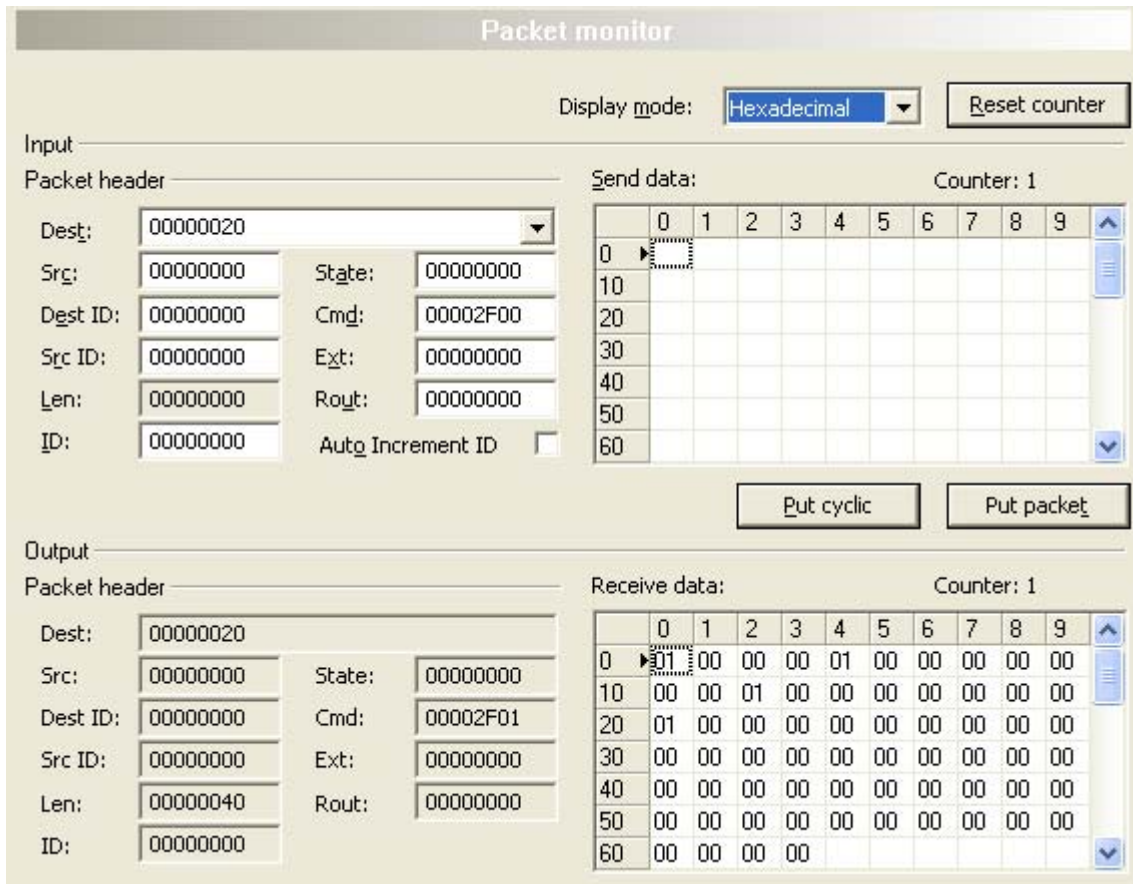 Packet monitor
Display mode: Hexadecimal Reset counter
Input
Packet header
Dest: 00000020
Src: 00000000 State: 00000000
Dest ID: 00000000 Cmd: 00002F00
Src ID: 00000000 Ext: 00000000
Len: 00000000 Rout: 00000000
ID: 00000000 Auto Increment ID
Send data: Counter: 1
0 1 2 3 4 5 6 7 8 9
0
10
20
30
40
50
60
Put cyclic Put packet
Output
Packet header
Dest: 00000020
Src: 00000000 State: 00000000
Dest ID: 00000000 Cmd: 00002F01
Src ID: 00000000 Ext: 00000000
Len: 00000040 Rout: 00000000
ID: 00000000
Receive data: Counter: 1
0 1 2 3 4 5 6 7 8 9
0 01 00 00 00 01 00 00 00 00 00
10 00 00 01 00 00 00 00 00 00 00
20 01 00 00 00 00 00 00 00 00 00
30 00 00 00 00 00 00 00 00 00 00
40 00 00 00 00 00 00 00 00 00 00
50 00 00 00 00 00 00 00 00 00 00
60 00 00 00 00